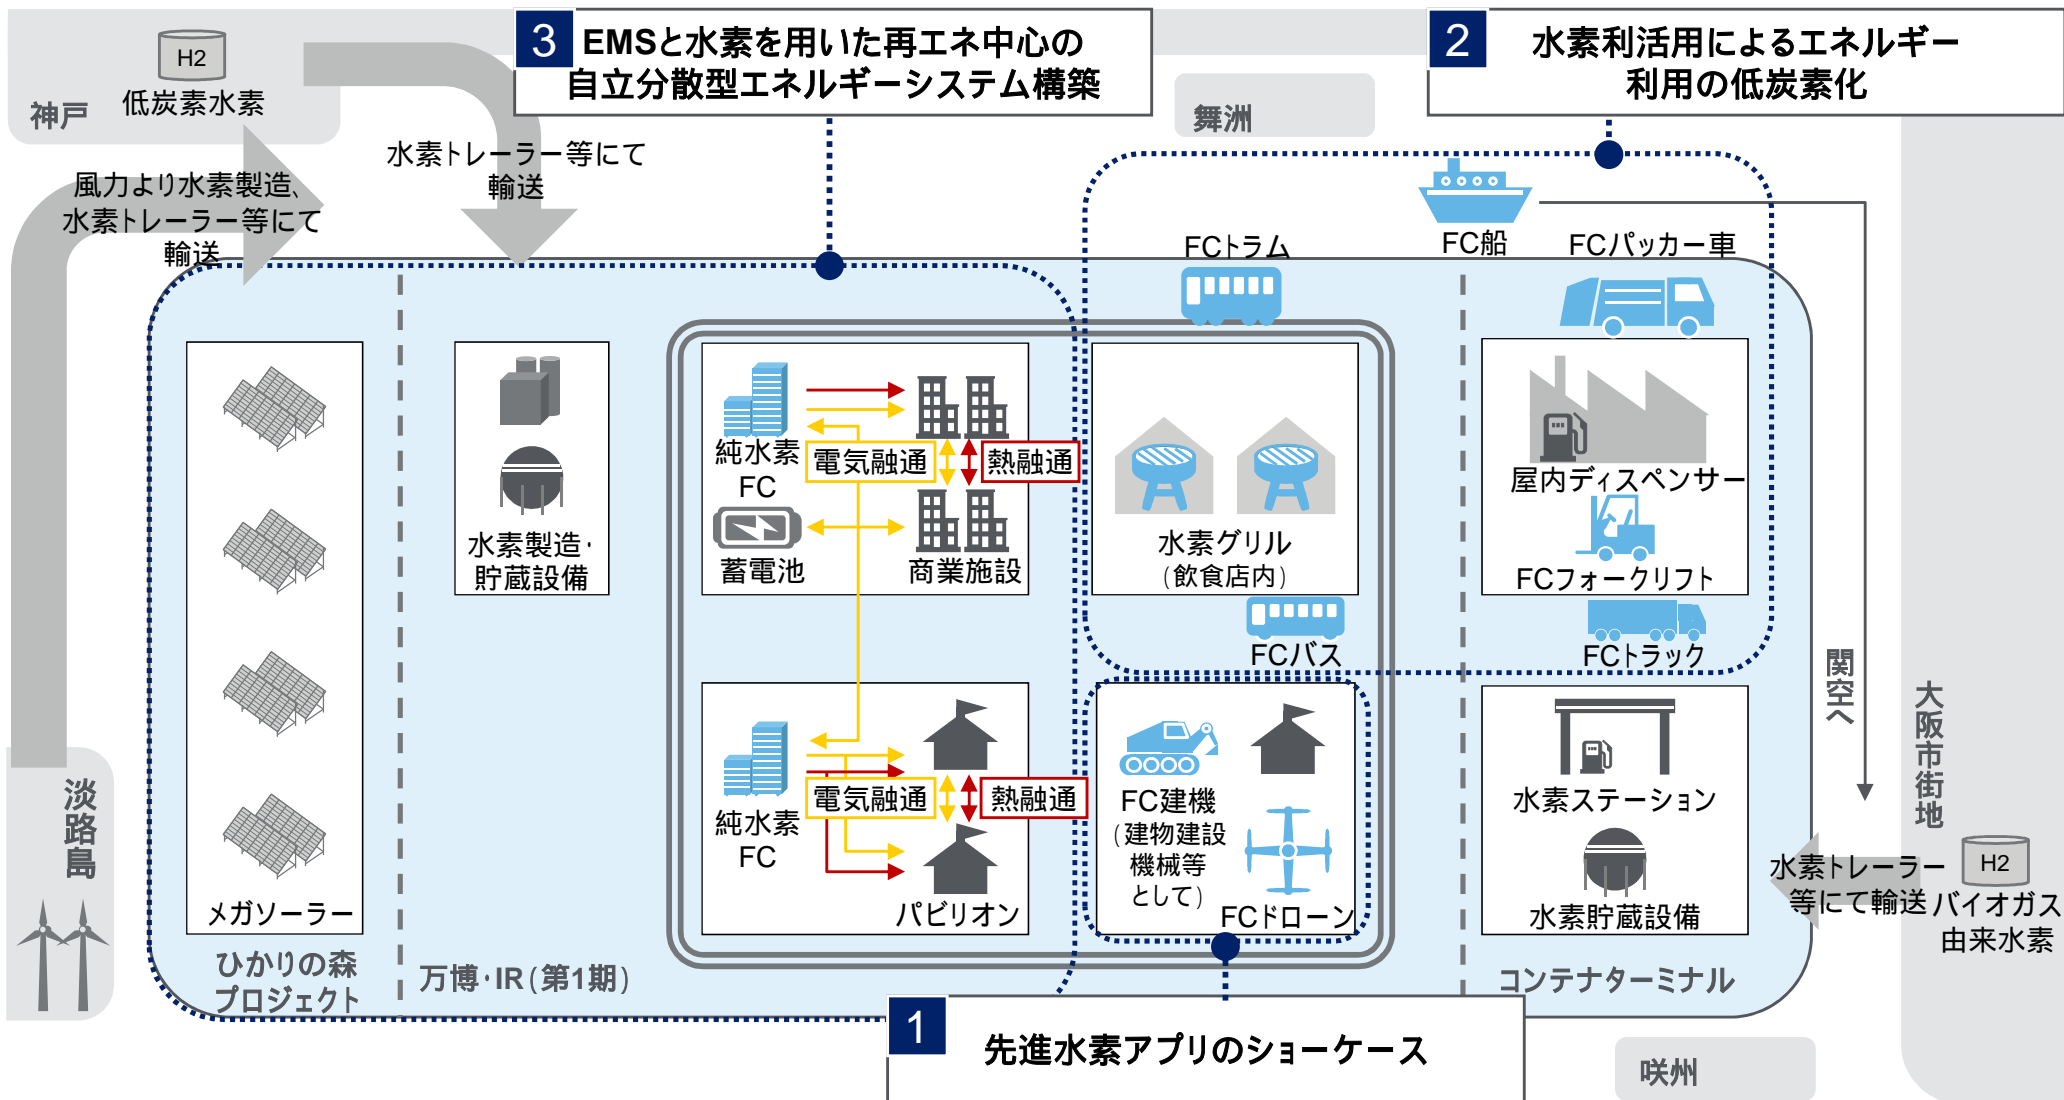 3
EMSと水素を用いた再エネ中心の
自立分散型エネルギーシステム構築
2
水素利活用によるエネルギー
利用の低炭素化
H2
低炭素水素
神戸
舞洲
水素トレーラー等にて
輸送
風力より水素製造、
水素トレーラー等にて
輸送
FCトラム
FC船
FCパッカー車
純水素
FC
電気融通
熱融通
蓄電池
商業施設
水素製造・
貯蔵設備
水素グリル
(飲食店内)
屋内ディスペンサー
FCフォークリフト
FCバス
FCトラック
関空へ
大阪市街地
淡路島
メガソーラー
純水素
FC
電気融通
熱融通
パビリオン
FC建機
(建物建設
機械等
として)
FCドローン
水素ステーション
水素貯蔵設備
水素トレーラー
等にて輸送
H2
バイオガス
由来水素
ひかりの森
プロジェクト
万博・IR(第1期)
コンテナターミナル
1
先進水素アプリのショーケース
咲州